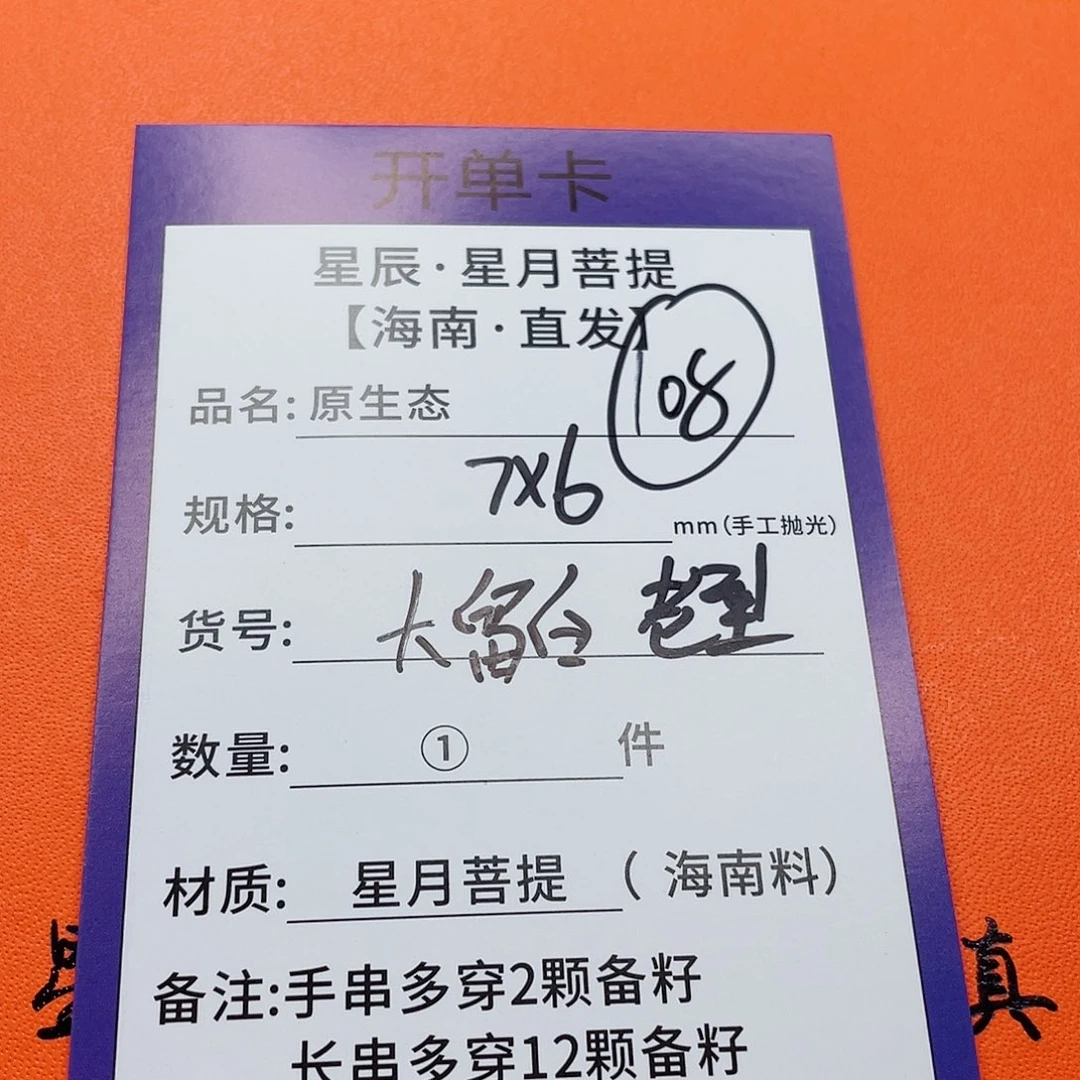 开单卡
星辰·星月菩提
【海南·直发】
108
品名: 原生态
规格: 7x6 mm(手工抛光)
货号: 大留白 老型
数量: ① 件
材质: 星月菩提 (海南料)
备注:手串多穿2颗备籽
长串多穿12颗备籽
真